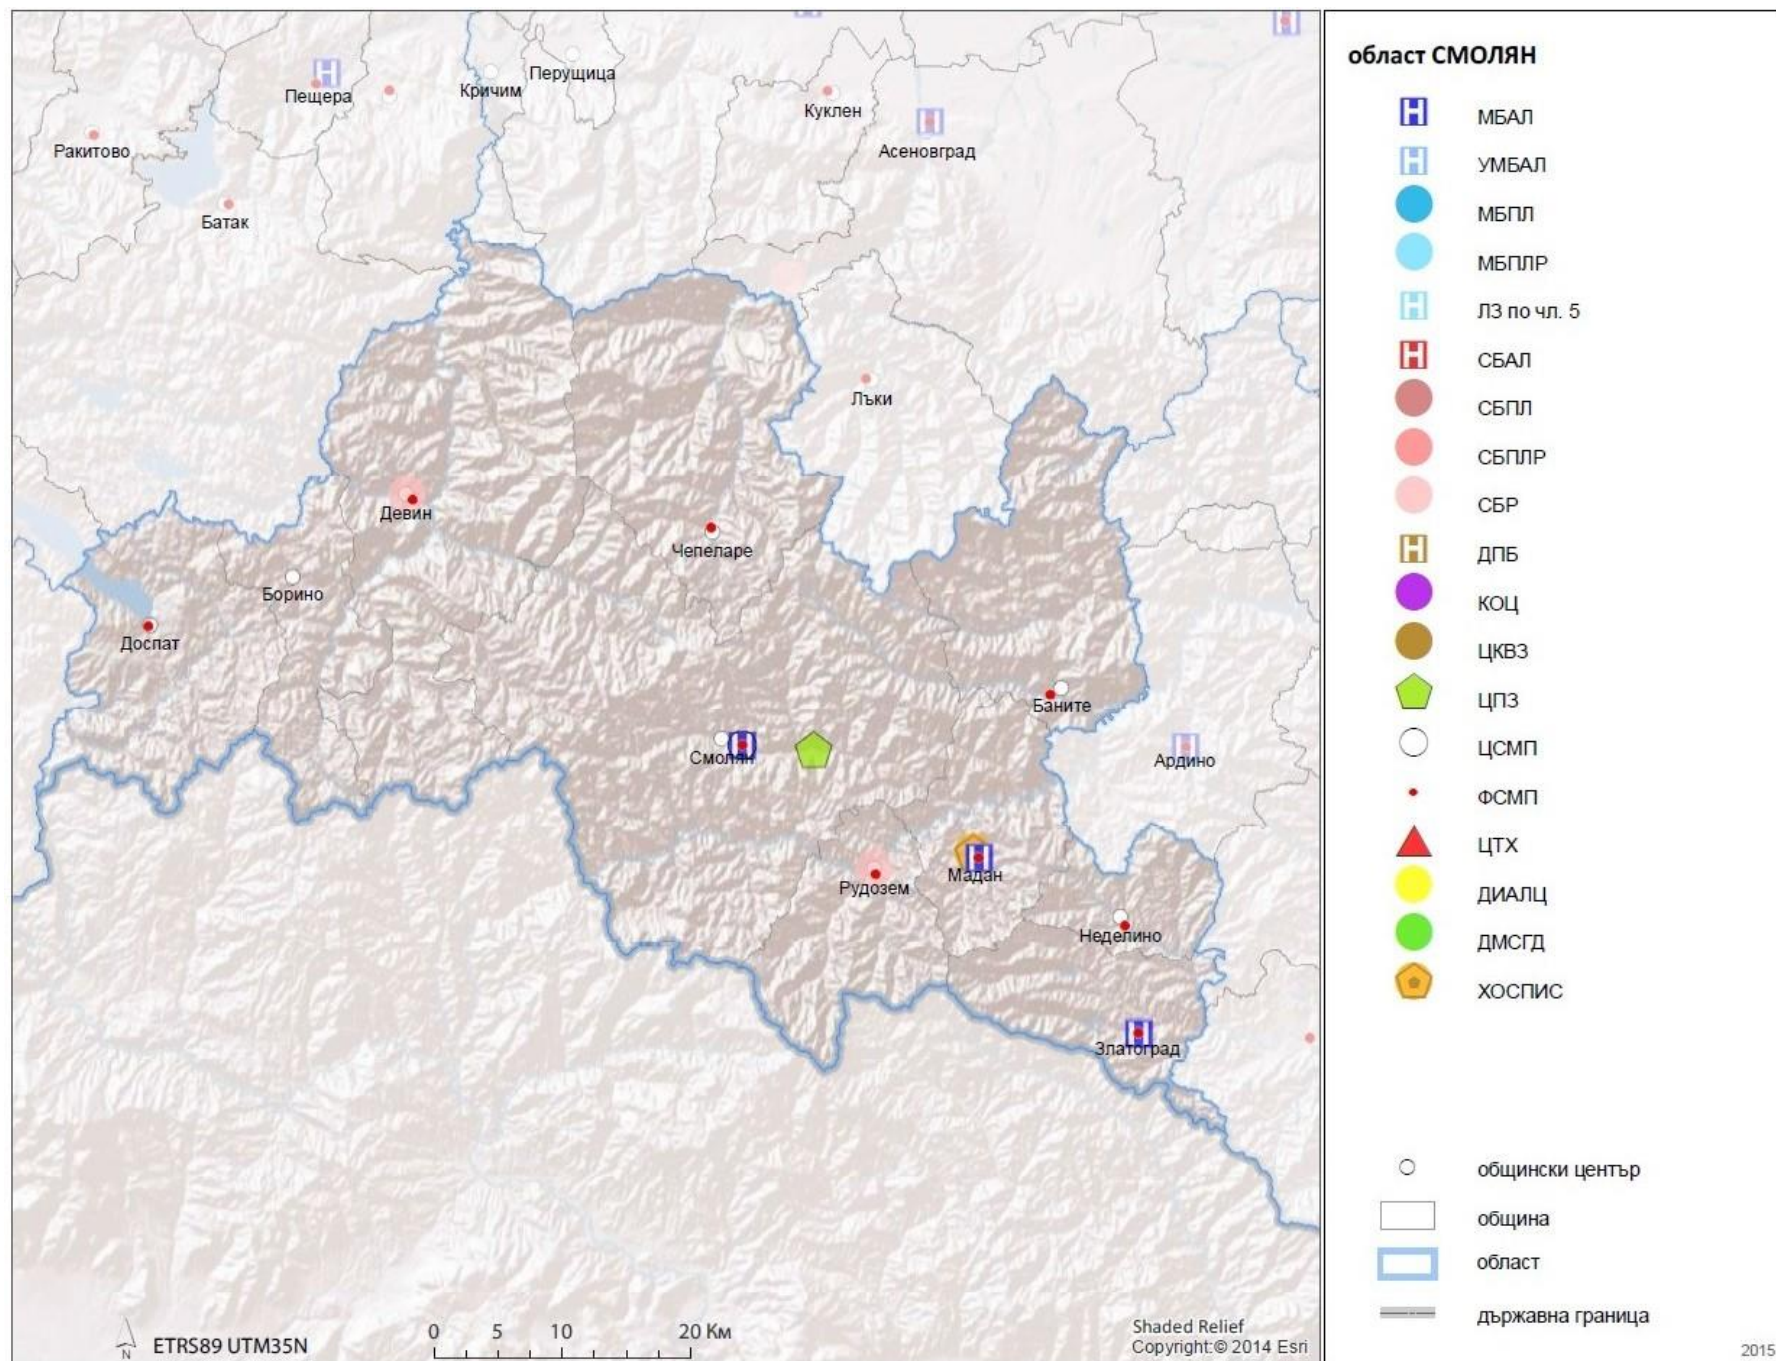 Перущица
Кричим
Пещера
Куклен
Ракитово
Асеновград
Батак
Лъки
Девин
Чепеларе
Борино
Доспат
Баните
Смолян
Ардино
Мадан
Рудозем
Неделино
Златоград
N
ETRS89 UTM35N
0 5 10 20 Км
Shaded Relief
Copyright:© 2014 Esri
област СМОЛЯН
H МБАЛ
H УМБАЛ
МБПЛ
МБПЛР
H ЛЗ по чл. 5
H СБАЛ
СБПЛ
СБПЛР
СБР
H ДПБ
КОЦ
ЦКВЗ
ЦПЗ
ЦСМП
ФСМП
ЦТХ
ДИАЛЦ
ДМСГД
ХОСПИС
общински център
община
област
държавна граница
2015